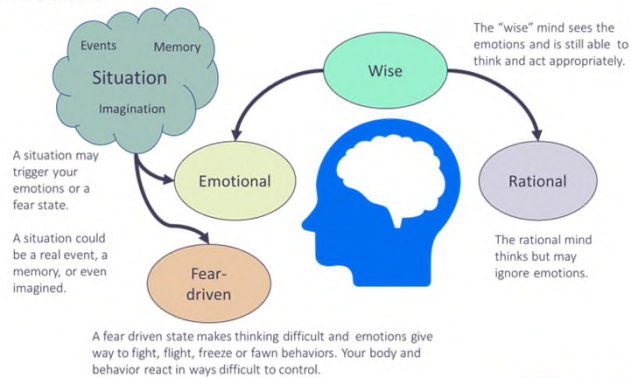 Events
Memory
Situation
Imagination
The "wise" mind sees the
emotions and is still able to
think and act appropriately.
Wise
A situation may
trigger your
emotions or a
fear state.
Emotional
Rational
A situation could
be a real event, a
memory, or even
imagined.
The rational mind
thinks but may
ignore emotions.
Fear-
driven
A fear driven state makes thinking difficult and emotions give
way to fight, flight, freeze or fawn behaviors. Your body and
behavior react in ways difficult to control.